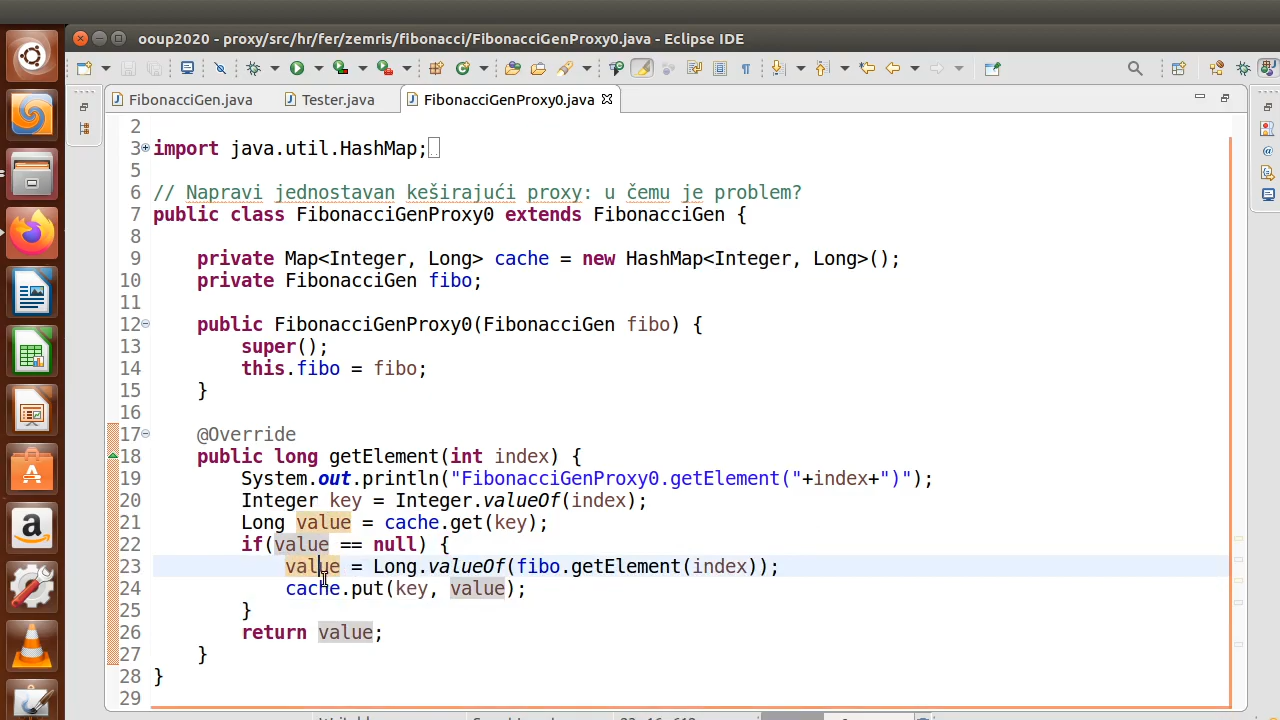 ooup2020 - proxy/src/hr/fer/zemris/fibonacci/FibonacciGenProxy0.java - Eclipse IDE
FibonacciGen.java
Tester.java
FibonacciGenProxy0.java
2
3 import java.util.HashMap;
5
6 // Napravi jednostavan keširajući proxy: u čemu je problem?
7 public class FibonacciGenProxy0 extends FibonacciGen {
8
9 private Map<Integer, Long> cache = new HashMap<Integer, Long>();
10 private FibonacciGen fibo;
11
12 public FibonacciGenProxy0(FibonacciGen fibo) {
13 super();
14 this.fibo = fibo;
15 }
16
17 @Override
18 public long getElement(int index) {
19 System.out.println("FibonacciGenProxy0.getElement("+index+")");
20 Integer key = Integer.valueOf(index);
21 Long value = cache.get(key);
22 if(value == null) {
23 value = Long.valueOf(fibo.getElement(index));
24 cache.put(key, value);
25 }
26 return value;
27 }
28 }
29